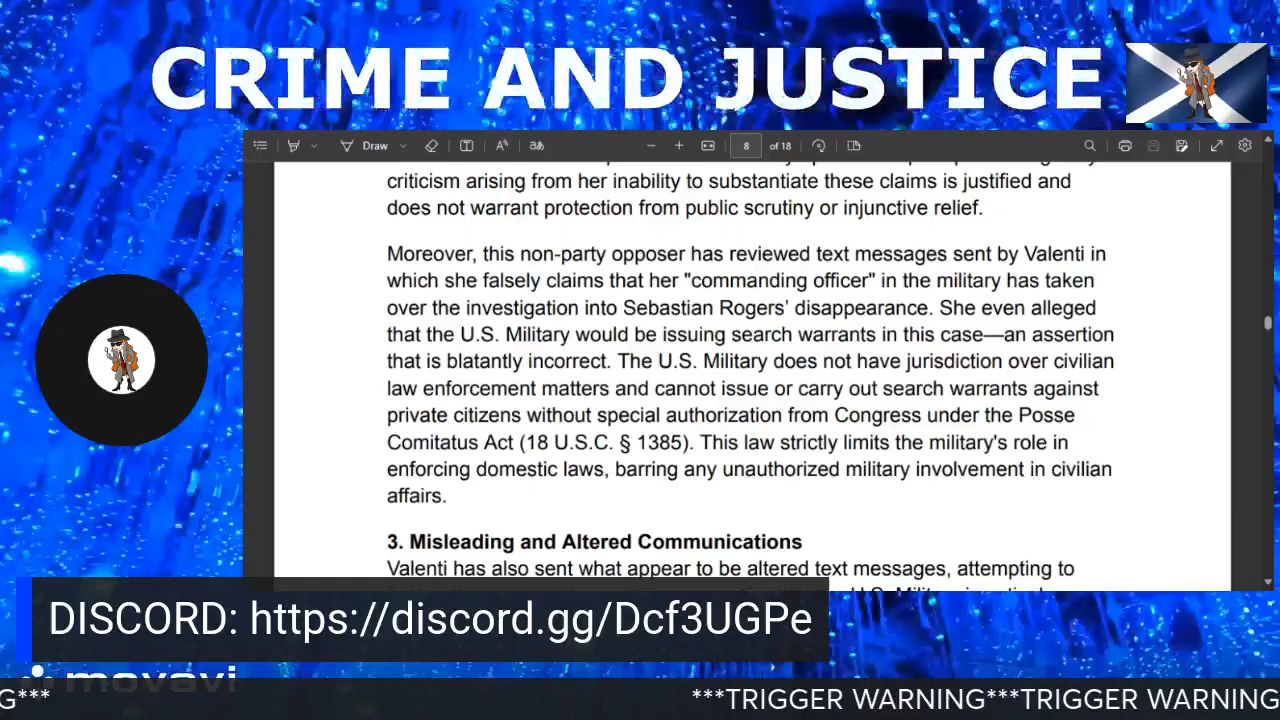 CRIME AND JUSTICE
Draw
8 of 18
criticism arising from her inability to substantiate these claims is justified and
does not warrant protection from public scrutiny or injunctive relief.
Moreover, this non-party opposer has reviewed text messages sent by Valenti in
which she falsely claims that her "commanding officer" in the military has taken
over the investigation into Sebastian Rogers’ disappearance. She even alleged
that the U.S. Military would be issuing search warrants in this case—an assertion
that is blatantly incorrect. The U.S. Military does not have jurisdiction over civilian
law enforcement matters and cannot issue or carry out search warrants against
private citizens without special authorization from Congress under the Posse
Comitatus Act (18 U.S.C. § 1385). This law strictly limits the military's role in
enforcing domestic laws, barring any unauthorized military involvement in civilian
affairs.
3. Misleading and Altered Communications
Valenti has also sent what appear to be altered text messages, attempting to
DISCORD: https://discord.gg/Dcf3UGPe
movavi
G*** ***TRIGGER WARNING***TRIGGER WARNING